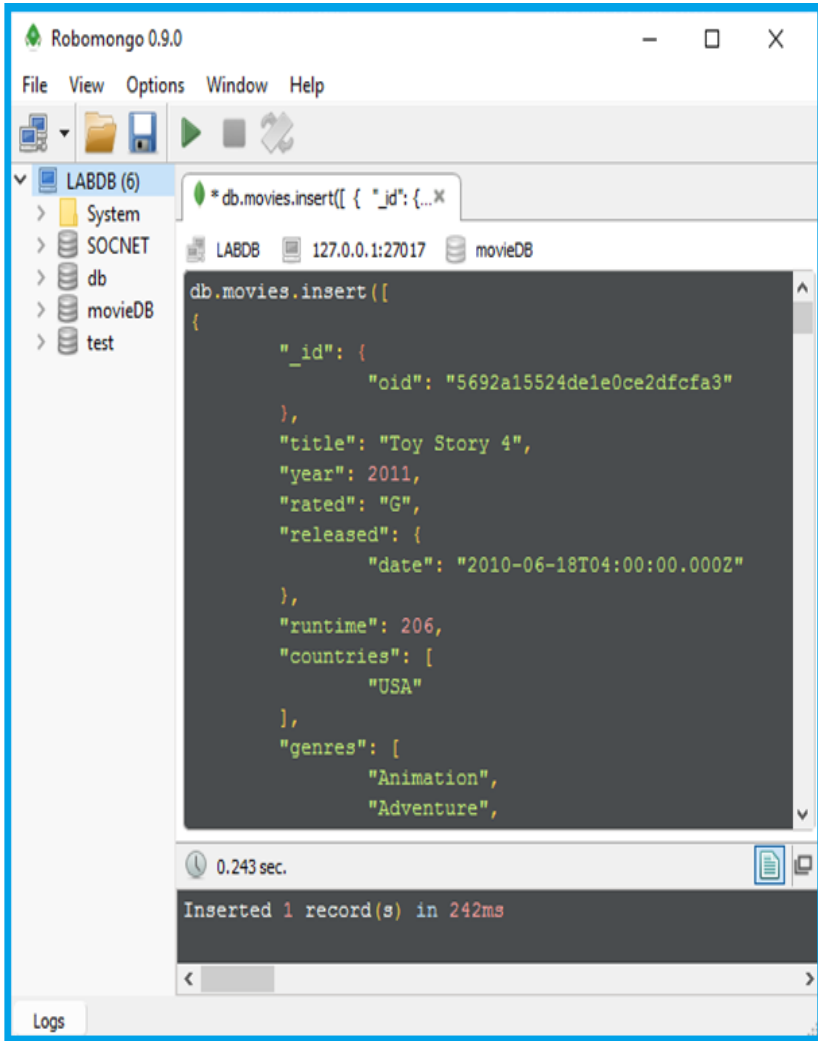 Robomongo 0.9.0
File View Options Window Help
LABDB (6)
System
SOCNET
db
movieDB
test
* db.movies.insert([ { "_id": {...
LABDB 127.0.0.1:27017 movieDB
db.movies.insert([
{
"_id": {
"oid": "5692a15524de1e0ce2dfcfa3"
},
"title": "Toy Story 4",
"year": 2011,
"rated": "G",
"released": {
"date": "2010-06-18T04:00:00.000Z"
},
"runtime": 206,
"countries": [
"USA"
],
"genres": [
"Animation",
"Adventure",
0.243 sec.
Inserted 1 record(s) in 242ms
Logs